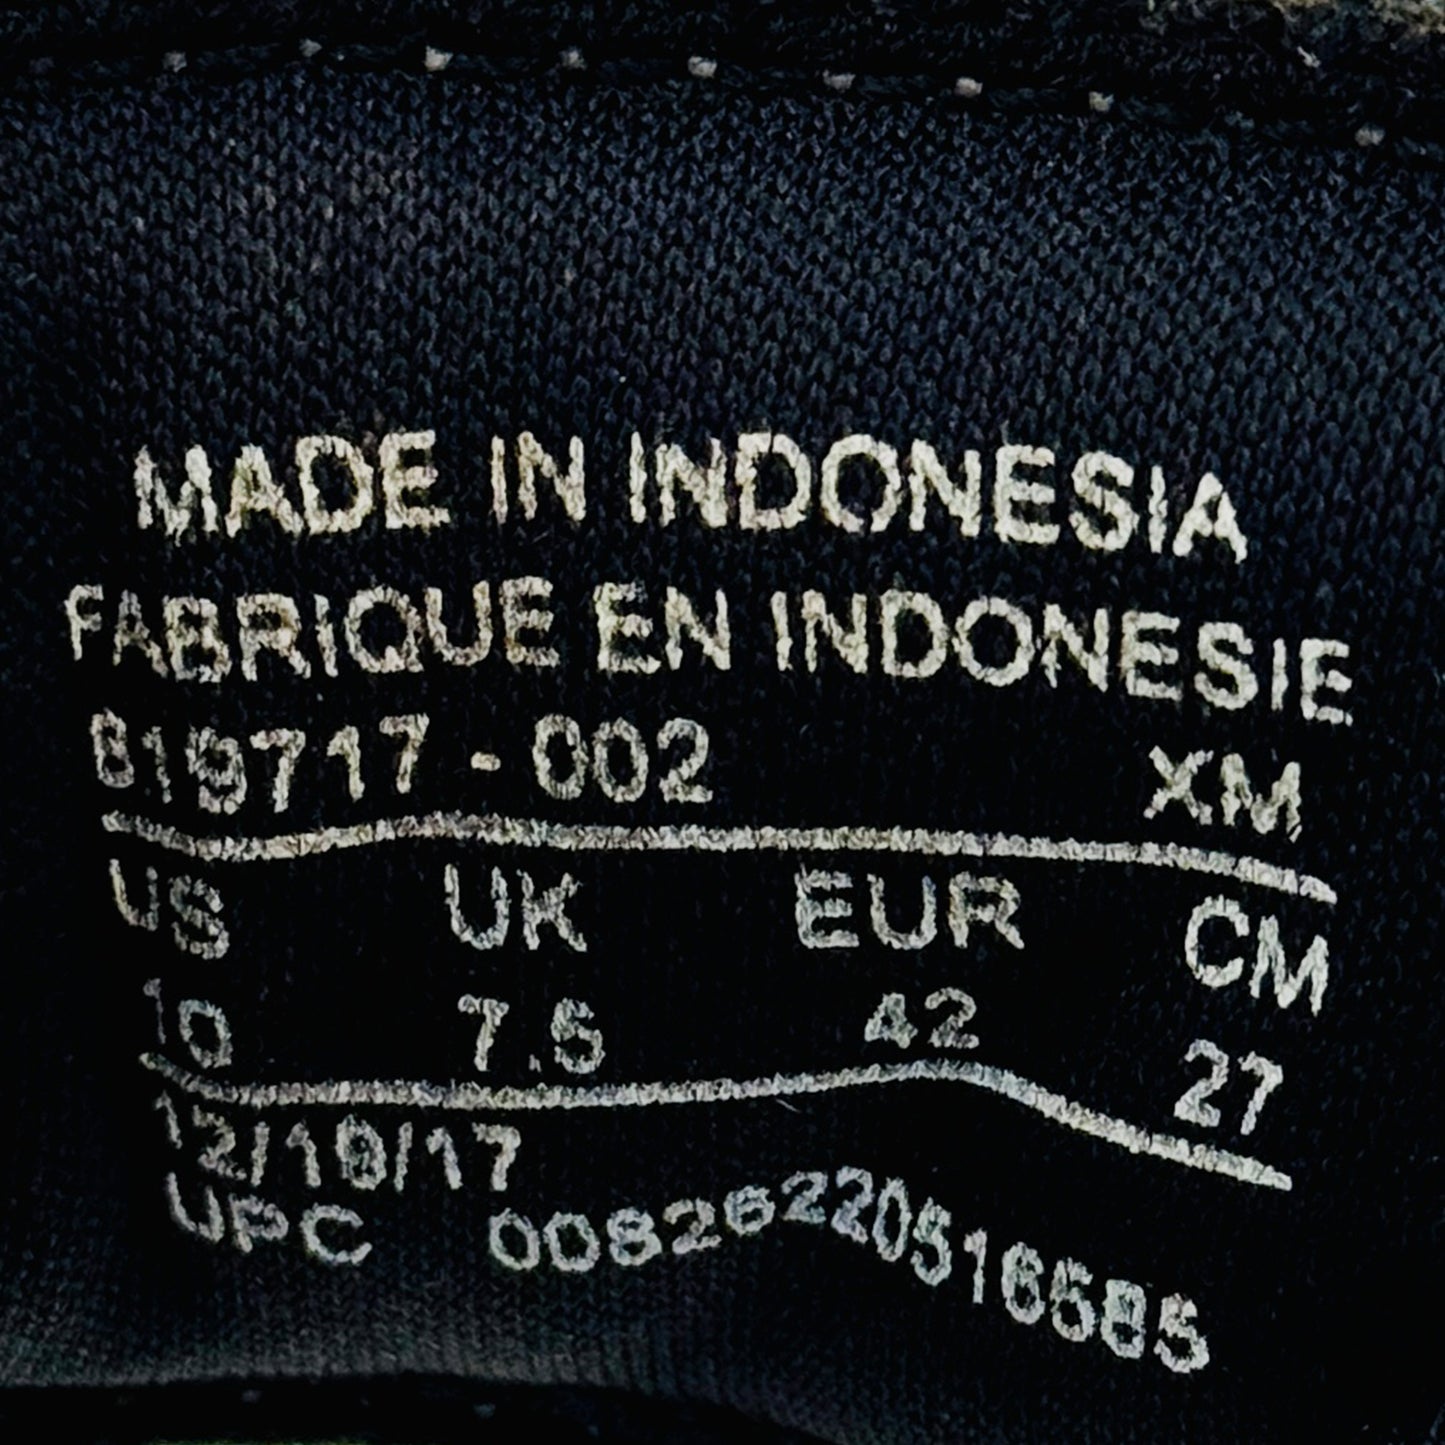 MADE IN INDONESIA
FABRIQUE EN INDONESIE
819717-002 XM
US UK EUR CM
10 7.5 42 27
12/19/17
UPC 00826220516585